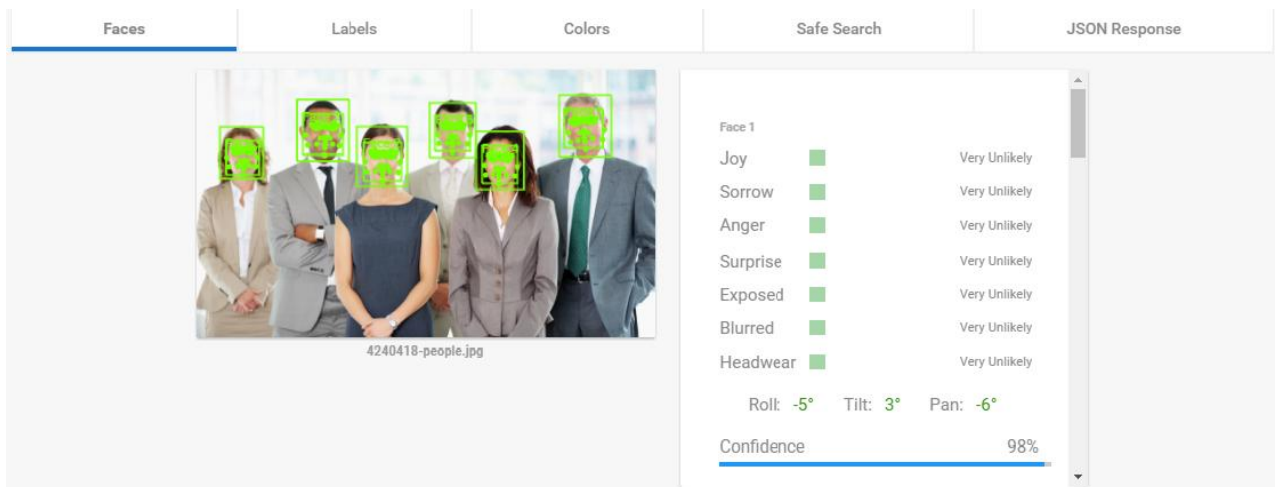 Faces Labels Colors Safe Search JSON Response
4240418-people.jpg
Face 1
Joy Very Unlikely
Sorrow Very Unlikely
Anger Very Unlikely
Surprise Very Unlikely
Exposed Very Unlikely
Blurred Very Unlikely
Headwear Very Unlikely
Roll: -5° Tilt: 3° Pan: -6°
Confidence 98%